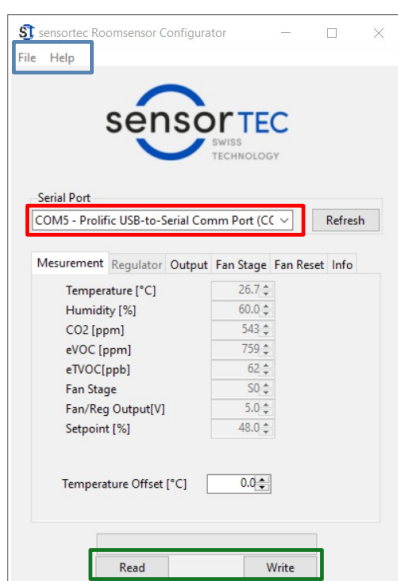 sensortec Roomsensor Configurator
File Help
sensorTEC
SWISS
TECHNOLOGY
Serial Port
COM5 - Prolific USB-to-Serial Comm Port (CC Refresh
Mesurement Regulator Output Fan Stage Fan Reset Info
Temperature [°C] 26.7
Humidity [%] 60.0
CO2 [ppm] 543
eVOC [ppm] 759
eTVOC[ppb] 62
Fan Stage S0
Fan/Reg Output[V] 5.0
Setpoint [%] 48.0
Temperature Offset [°C] 0.0
Read Write